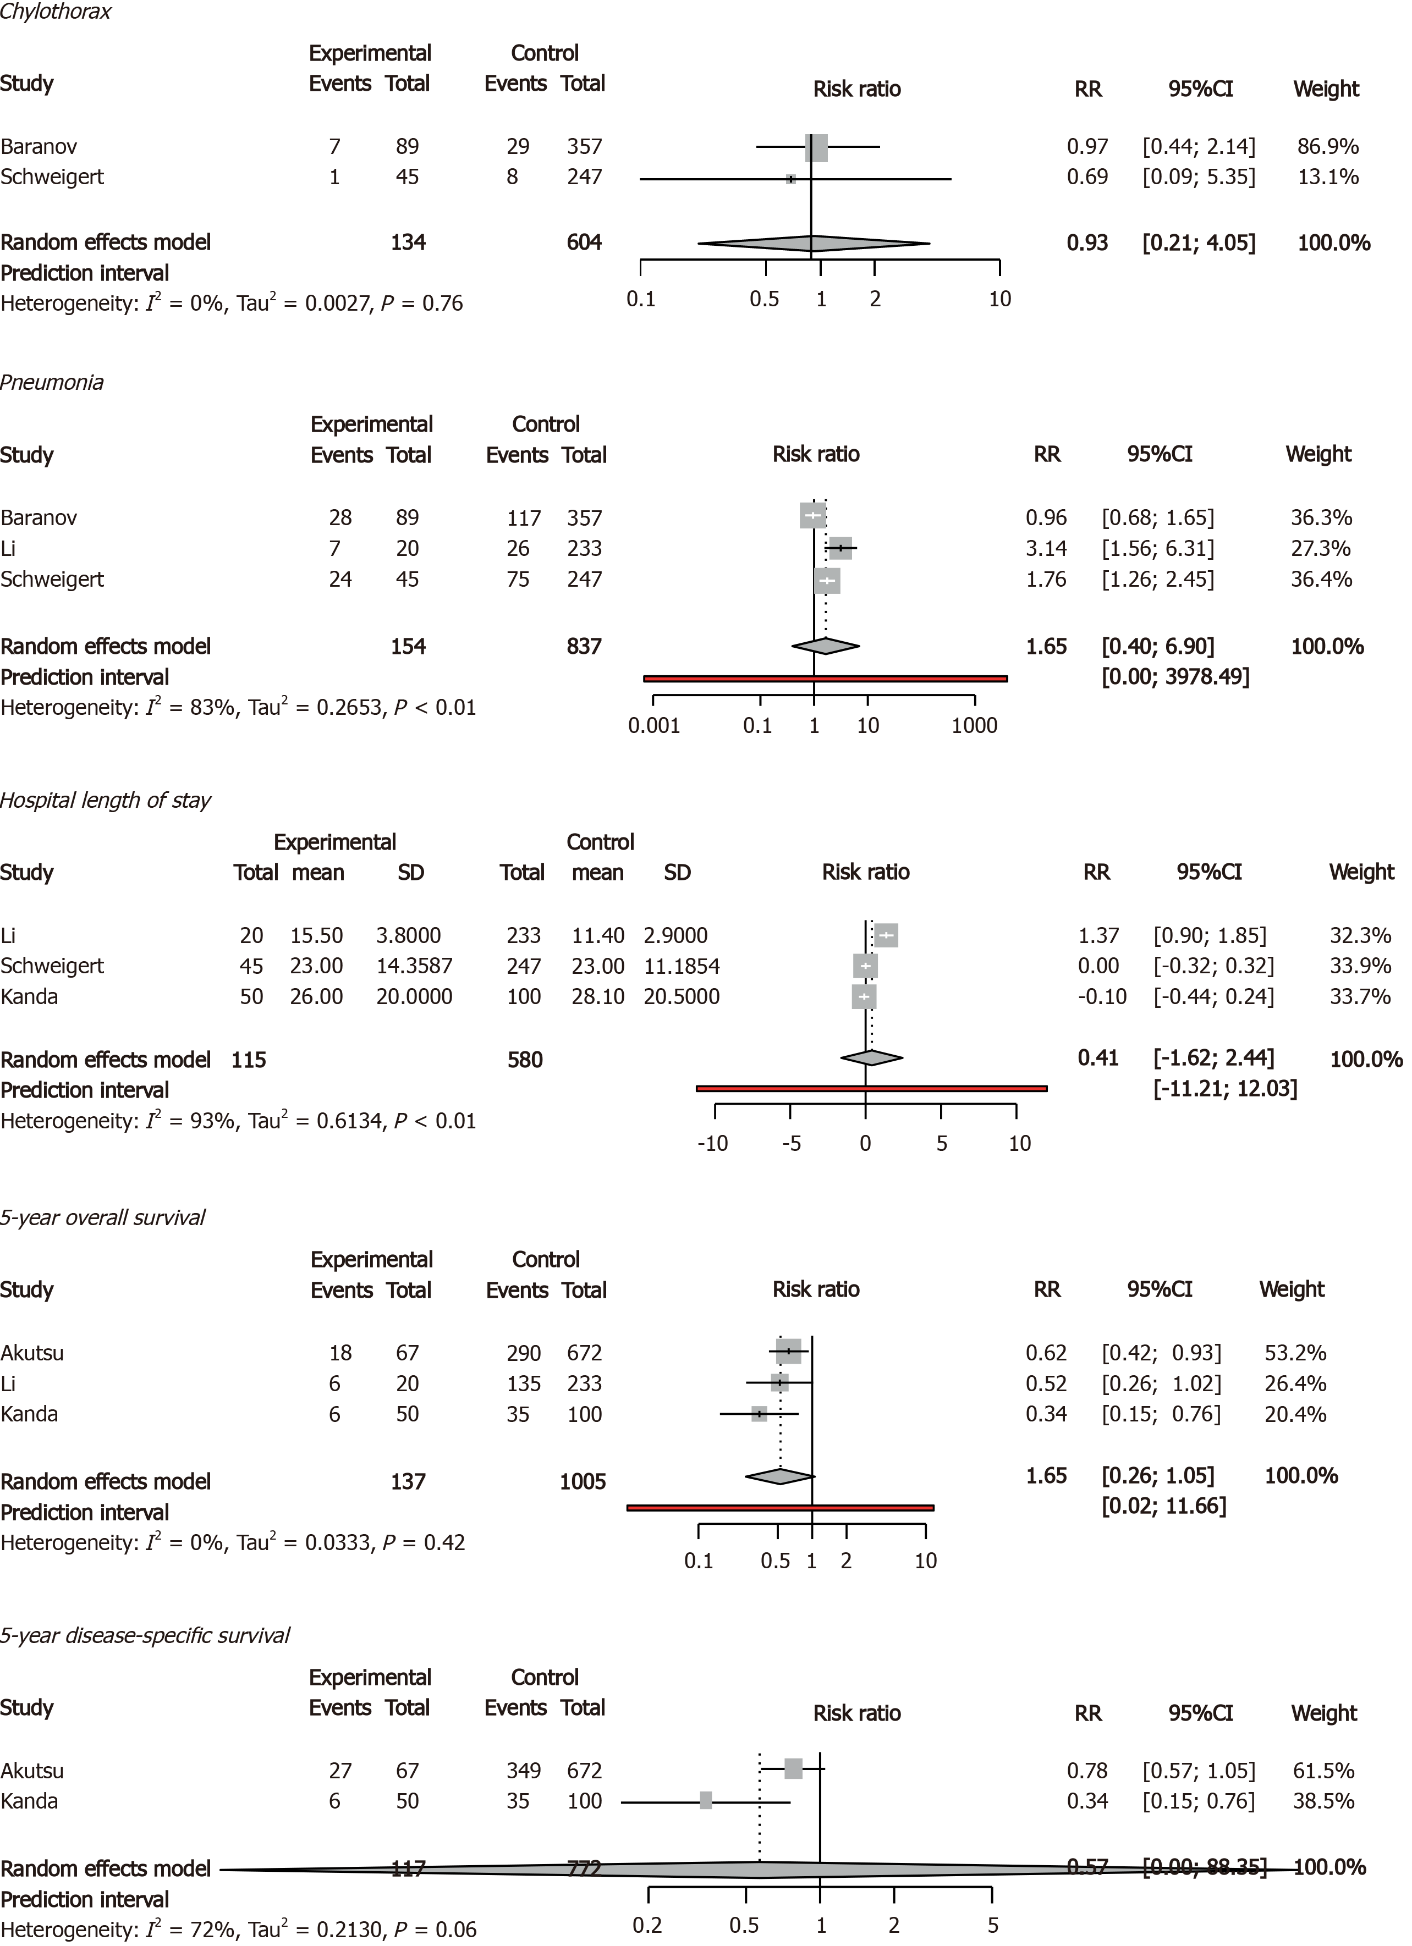 Chylothorax
Experimental Control
Study Events Total Events Total Risk ratio RR 95%CI Weight
Baranov 7 89 29 357 0.97 [0.44; 2.14] 86.9%
Schweigert 1 45 8 247 0.69 [0.09; 5.35] 13.1%
Random effects model 134 604 0.93 [0.21; 4.05] 100.0%
Prediction interval
Heterogeneity: I² = 0%, Tau² = 0.0027, P = 0.76
0.1 0.5 1 2 10
Pneumonia
Experimental Control
Study Events Total Events Total Risk ratio RR 95%CI Weight
Baranov 28 89 117 357 0.96 [0.68; 1.65] 36.3%
Li 7 20 26 233 3.14 [1.56; 6.31] 27.3%
Schweigert 24 45 75 247 1.76 [1.26; 2.45] 36.4%
Random effects model 154 837 1.65 [0.40; 6.90] 100.0%
Prediction interval [0.00; 3978.49]
Heterogeneity: I² = 83%, Tau² = 0.2653, P < 0.01
0.001 0.1 1 10 1000
Hospital length of stay
Experimental Control
Study Total mean SD Total mean SD Risk ratio RR 95%CI Weight
Li 20 15.50 3.8000 233 11.40 2.9000 1.37 [0.90; 1.85] 32.3%
Schweigert 45 23.00 14.3587 247 23.00 11.1854 0.00 [-0.32; 0.32] 33.9%
Kanda 50 26.00 20.0000 100 28.10 20.5000 -0.10 [-0.44; 0.24] 33.7%
Random effects model 115 580 0.41 [-1.62; 2.44] 100.0%
Prediction interval [-11.21; 12.03]
Heterogeneity: I² = 93%, Tau² = 0.6134, P < 0.01
-10 -5 0 5 10
5-year overall survival
Experimental Control
Study Events Total Events Total Risk ratio RR 95%CI Weight
Akutsu 18 67 290 672 0.62 [0.42; 0.93] 53.2%
Li 6 20 135 233 0.52 [0.26; 1.02] 26.4%
Kanda 6 50 35 100 0.34 [0.15; 0.76] 20.4%
Random effects model 137 1005 1.65 [0.26; 1.05] 100.0%
Prediction interval [0.02; 11.66]
Heterogeneity: I² = 0%, Tau² = 0.0333, P = 0.42
0.1 0.5 1 2 10
5-year disease-specific survival
Experimental Control
Study Events Total Events Total Risk ratio RR 95%CI Weight
Akutsu 27 67 349 672 0.78 [0.57; 1.05] 61.5%
Kanda 6 50 35 100 0.34 [0.15; 0.76] 38.5%
Random effects model 117 772 0.57 [0.00; 88.35] 100.0%
Prediction interval
Heterogeneity: I² = 72%, Tau² = 0.2130, P = 0.06
0.2 0.5 1 2 5